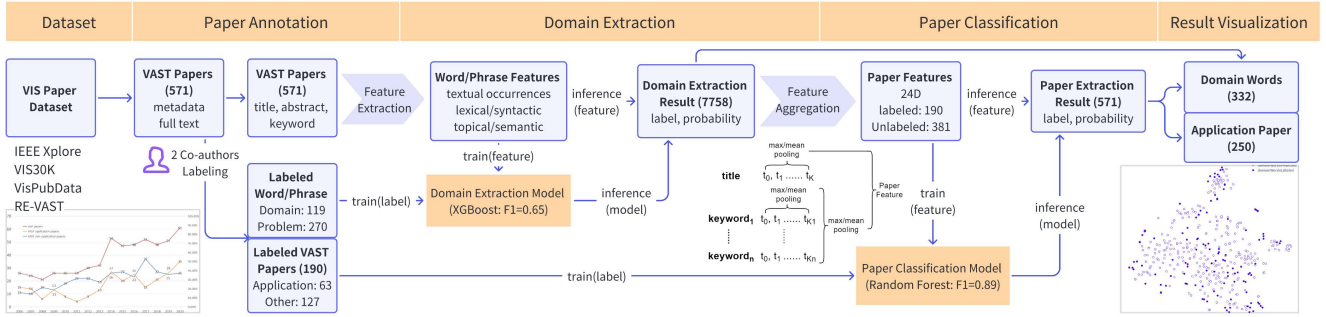 Dataset
Paper Annotation
Domain Extraction
Paper Classification
Result Visualization
VIS Paper
Dataset
IEEE Xplore
VIS30K
VisPubData
RE-VAST
VAST Papers
(571)
metadata
full text
2 Co-authors
Labeling
VAST Papers
(571)
title, abstract,
keyword
Labeled
Word/Phrase
Domain: 119
Problem: 270
Labeled VAST
Papers (190)
Application: 63
Other: 127
Feature
Extraction
Word/Phrase Features
textual occurrences
lexical/syntactic
topical/semantic
train(feature)
train(label)
Domain Extraction Model
(XGBoost: F1=0.65)
inference
(feature)
inference
(model)
Domain Extraction
Result (7758)
label, probability
Feature
Aggregation
max/mean
pooling
title
t0, t1 ...... tK
max/mean
pooling
keyword1
t0, t1 ...... tK1
keywordn
t0, t1 ...... tKn
max/mean
pooling
Paper
Feature
Paper Features
24D
labeled: 190
Unlabeled: 381
train
(feature)
train(label)
Paper Classification Model
(Random Forest: F1=0.89)
inference
(feature)
inference
(model)
Paper Extraction
Result (571)
label, probability
Domain Words
(332)
Application Paper
(250)